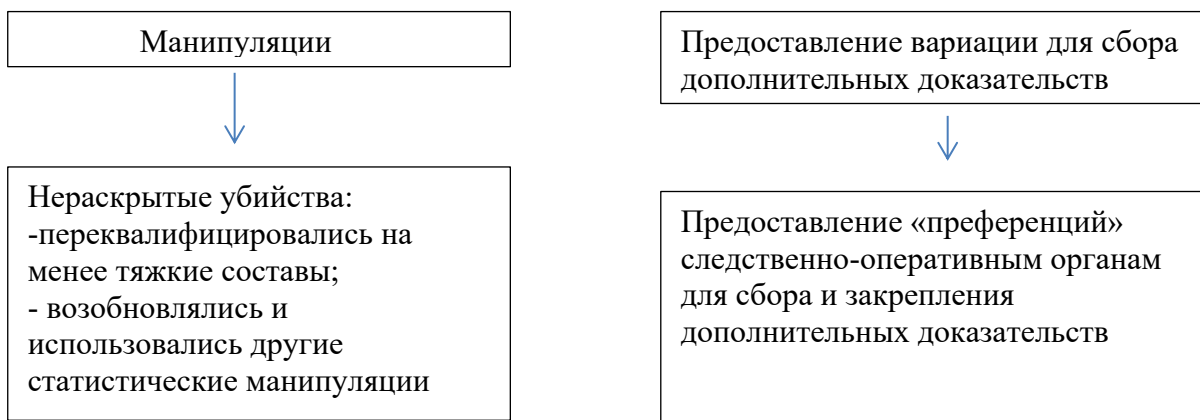 Манипуляции
Предоставление вариации для сбора
дополнительных доказательств
Нераскрытые убийства:
-переквалифицировались на
менее тяжкие составы;
- возобновлялись и
использовались другие
статистические манипуляции
Предоставление «преференций»
следственно-оперативным органам
для сбора и закрепления
дополнительных доказательств